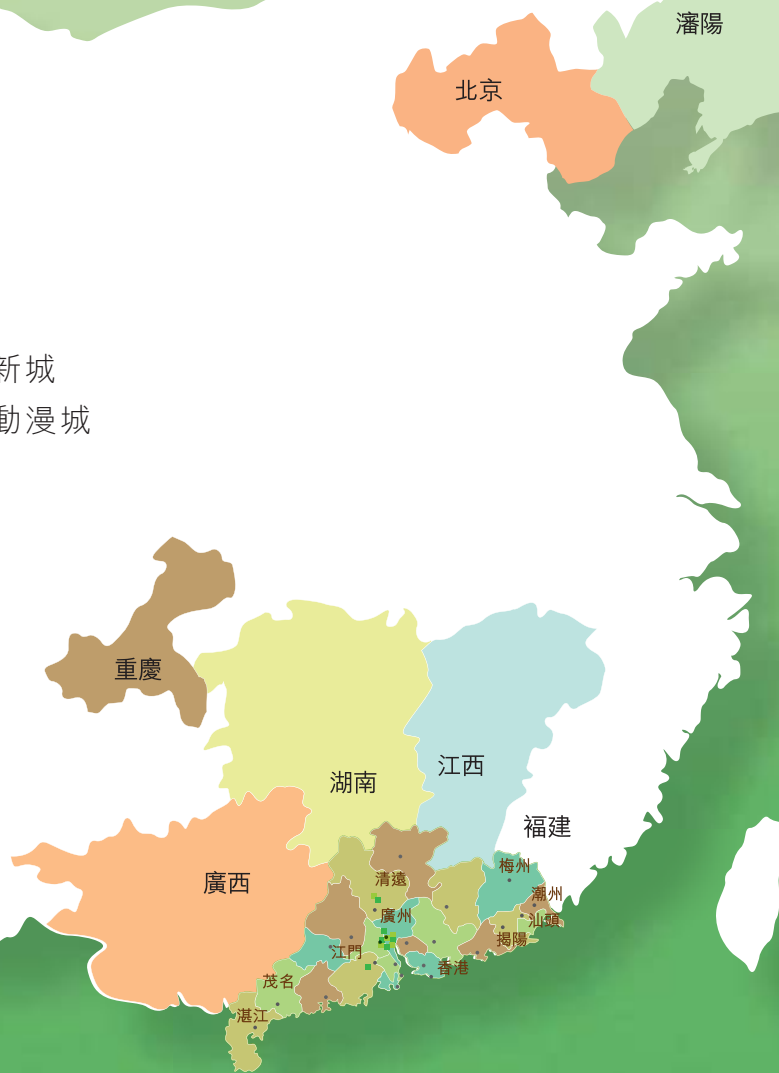 瀋陽
北京
新城
動漫城
重慶
江西
湖南
福建
梅州
清遠
廣西
潮州
廣州
汕頭
揭陽
江門
香港
茂名
湛江